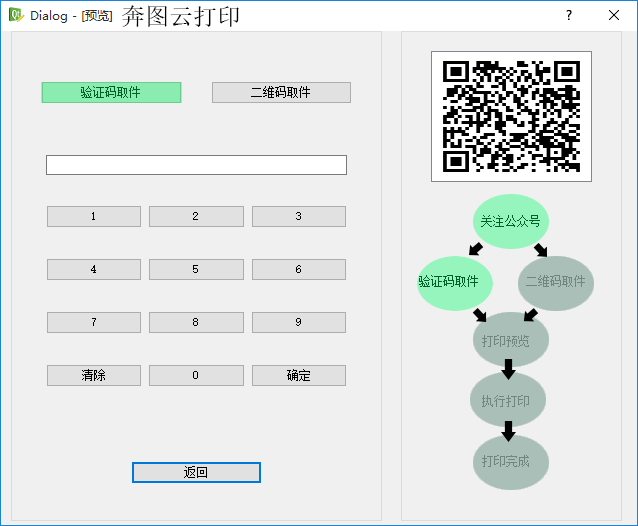 Dialog - [预览] 奔图云打印
?
验证码取件 二维码取件
1 2 3
4 5 6
7 8 9
清除 0 确定
返回
关注公众号
验证码取件 二维码取件
打印预览
执行打印
打印完成